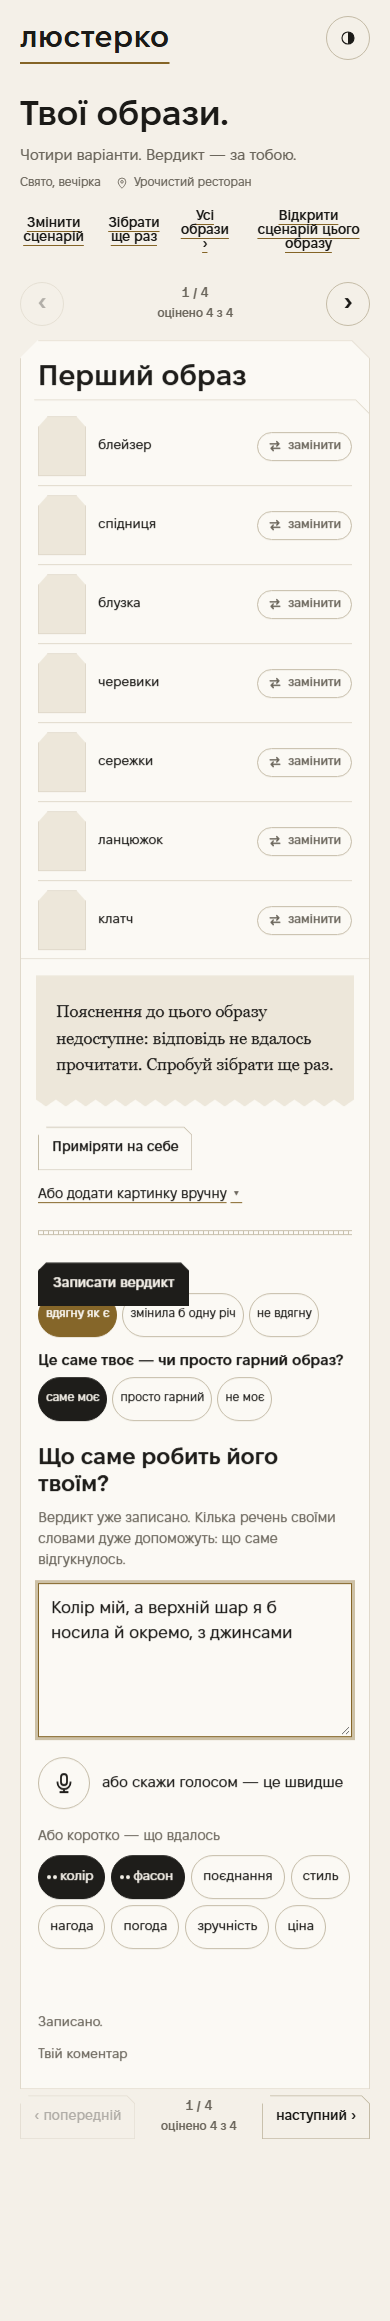 люстерко
Твої образи.
Чотири варіанти. Вердикт — за тобою.
Свято, вечірка Урочистий ресторан
Змінити сценарій
Зібрати ще раз
Усі образи ›
Відкрити сценарій цього образу
‹ 1 / 4 ›
оцінено 4 з 4
Перший образ
блейзер замінити
спідниця замінити
блузка замінити
черевики замінити
сережки замінити
ланцюжок замінити
клатч замінити
Пояснення до цього образу
недоступне: відповідь не вдалось
прочитати. Спробуй зібрати ще раз.
Приміряти на себе
Або додати картинку вручну
Записати вердикт
вдягну як є змінила б одну річ не вдягну
Це саме твоє — чи просто гарний образ?
саме моє просто гарний не моє
Що саме робить його
твоїм?
Вердикт уже записано. Кілька речень своїми
словами дуже допоможуть: що саме
відгукнулось.
Колір мій, а верхній шар я б
носила й окремо, з джинсами
або скажи голосом — це швидше
Або коротко — що вдалось
колір фасон поєднання стиль
нагода погода зручність ціна
Записано.
Твій коментар
‹ попередній 1 / 4 наступний ›
оцінено 4 з 4